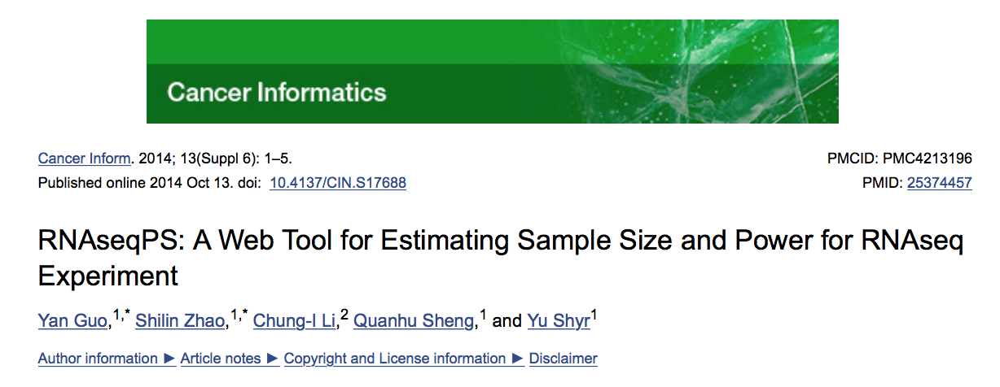 Cancer Informatics
Cancer Inform. 2014; 13(Suppl 6): 1–5.
PMCID: PMC4213196
Published online 2014 Oct 13. doi: 10.4137/CIN.S17688
PMID: 25374457
RNAseqPS: A Web Tool for Estimating Sample Size and Power for RNAseq
Experiment
Yan Guo,1,* Shilin Zhao,1,* Chung-I Li,2 Quanhu Sheng,1 and Yu Shyr1
Author information ► Article notes ► Copyright and License information ► Disclaimer